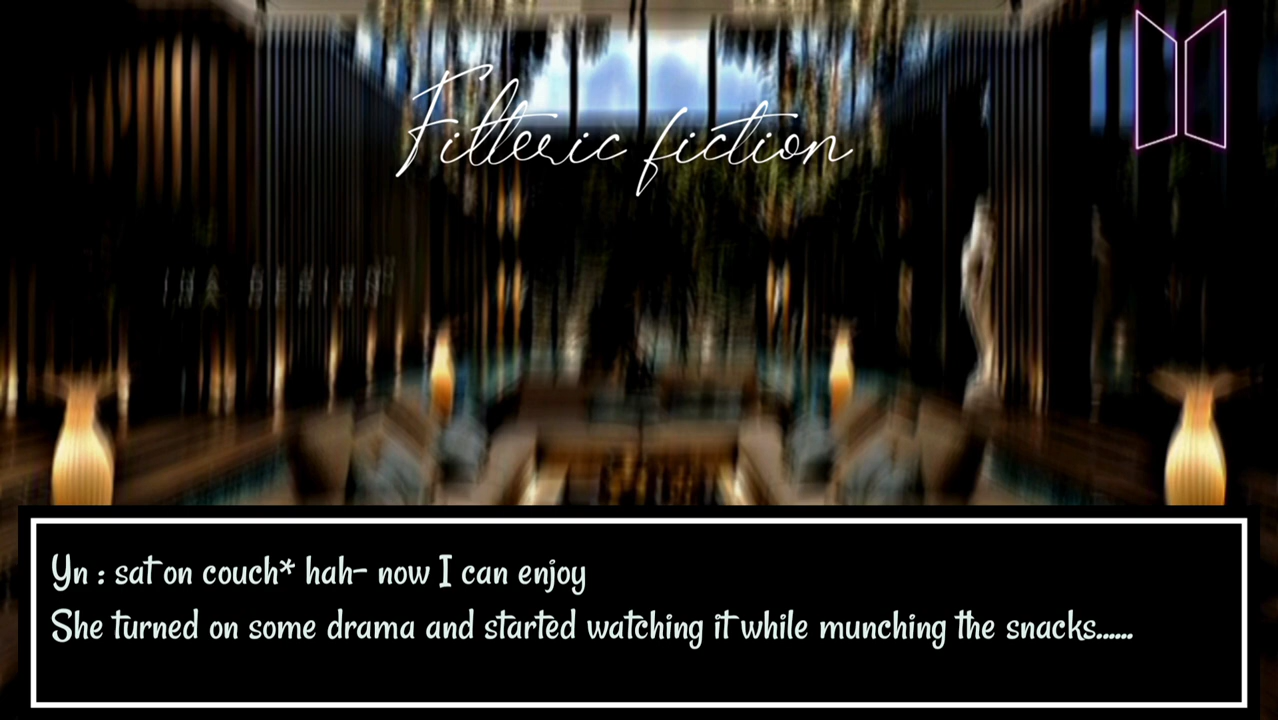 Filteric fiction
Yn : sat on couch* hah- now I can enjoy
She turned on some drama and started watching it while munching the snacks......